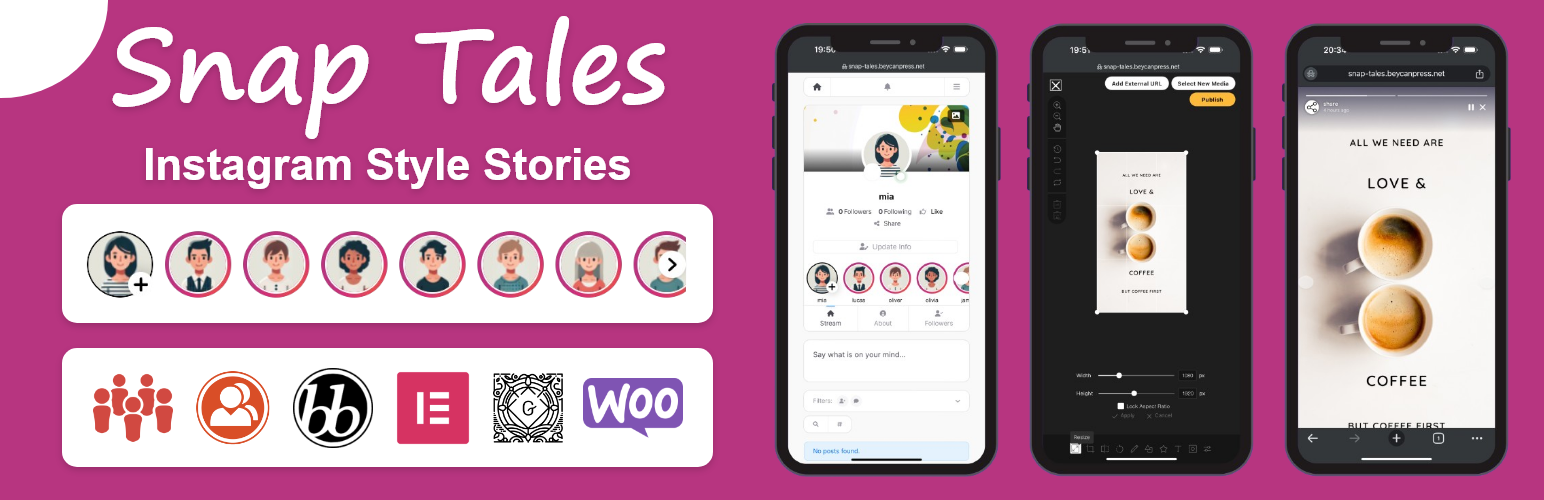 Snap Tales
Instagram Style Stories
G
bb
WOO
19:50
snap-tales.beycanpress.net
mia
0 Followers 0 Following Like
Share
Update Info
mia lucas oliver olivia
Stream About Followers
Say what is on your mind...
Filters:
#
No posts found.
19:51
snap-tales.beycanpress.net
Add External URL Select New Media
Publish
ALL WE NEED ARE
LOVE &
COFFEE
BUT COFFEE FIRST
Width 1080 px
Height 1920 px
Lock Aspect Ratio
Apply Cancel
Resize
20:34
snap-tales.beycanpress.net
share
ALL WE NEED ARE
LOVE &
COFFEE
BUT COFFEE FIRST
1